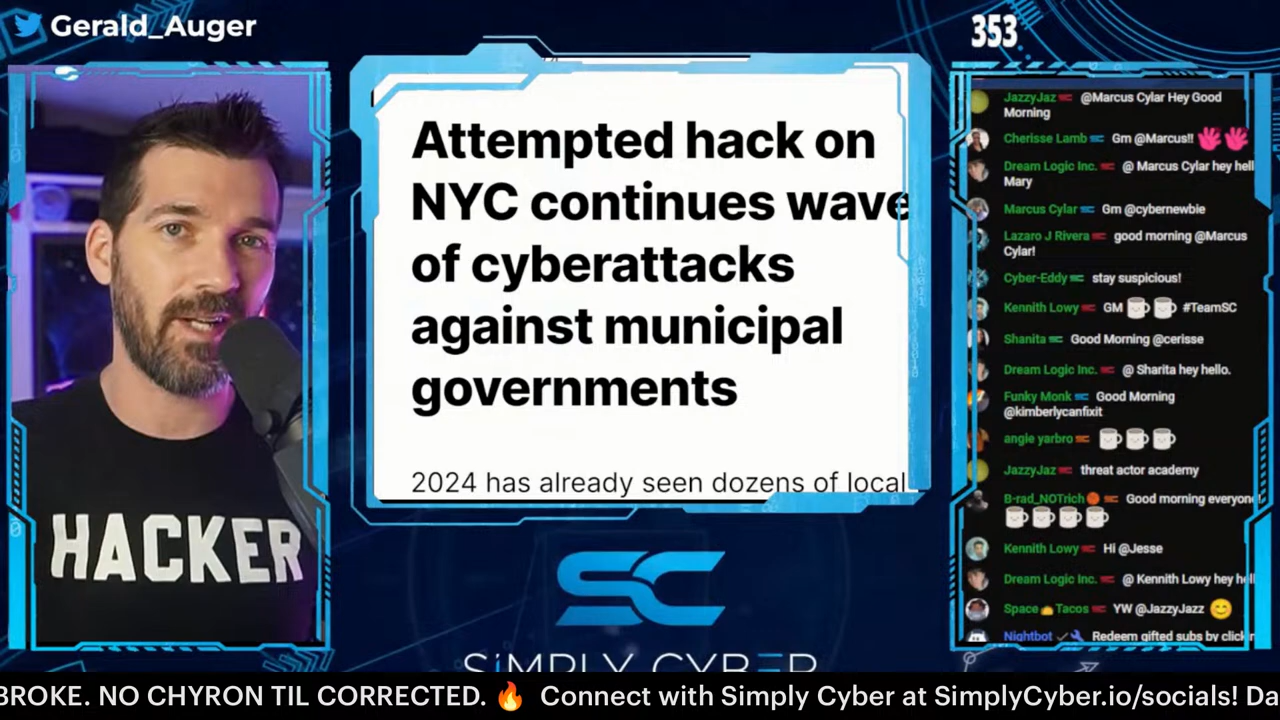 Gerald_Auger
353
HACKER
Attempted hack on
NYC continues wave
of cyberattacks
against municipal
governments
2024 has already seen dozens of local
SC
SiMPLY CYBER
JazzyJaz @Marcus Cylar Hey Good
Morning
Cherisse Lamb Gm @Marcus!!
Dream Logic Inc. @ Marcus Cylar hey hell
Mary
Marcus Cylar Gm @cybernewbie
Lazaro J Rivera good morning @Marcus
Cylar!
Cyber-Eddy stay suspicious!
Kennith Lowy GM #TeamSC
Shanita Good Morning @cerisse
Dream Logic Inc. @ Sharita hey hello.
Funky Monk Good Morning
@kimberlycanfixit
angie yarbro
JazzyJaz threat actor academy
B-rad_NOTrich Good morning everyone!
Kennith Lowy Hi @Jesse
Dream Logic Inc. @ Kennith Lowy hey hell
Space Tacos YW @JazzyJazz 😊
Nightbot Redeem gifted subs by clickin
BROKE. NO CHYRON TIL CORRECTED. 🔥 Connect with Simply Cyber at SimplyCyber.io/socials! Da